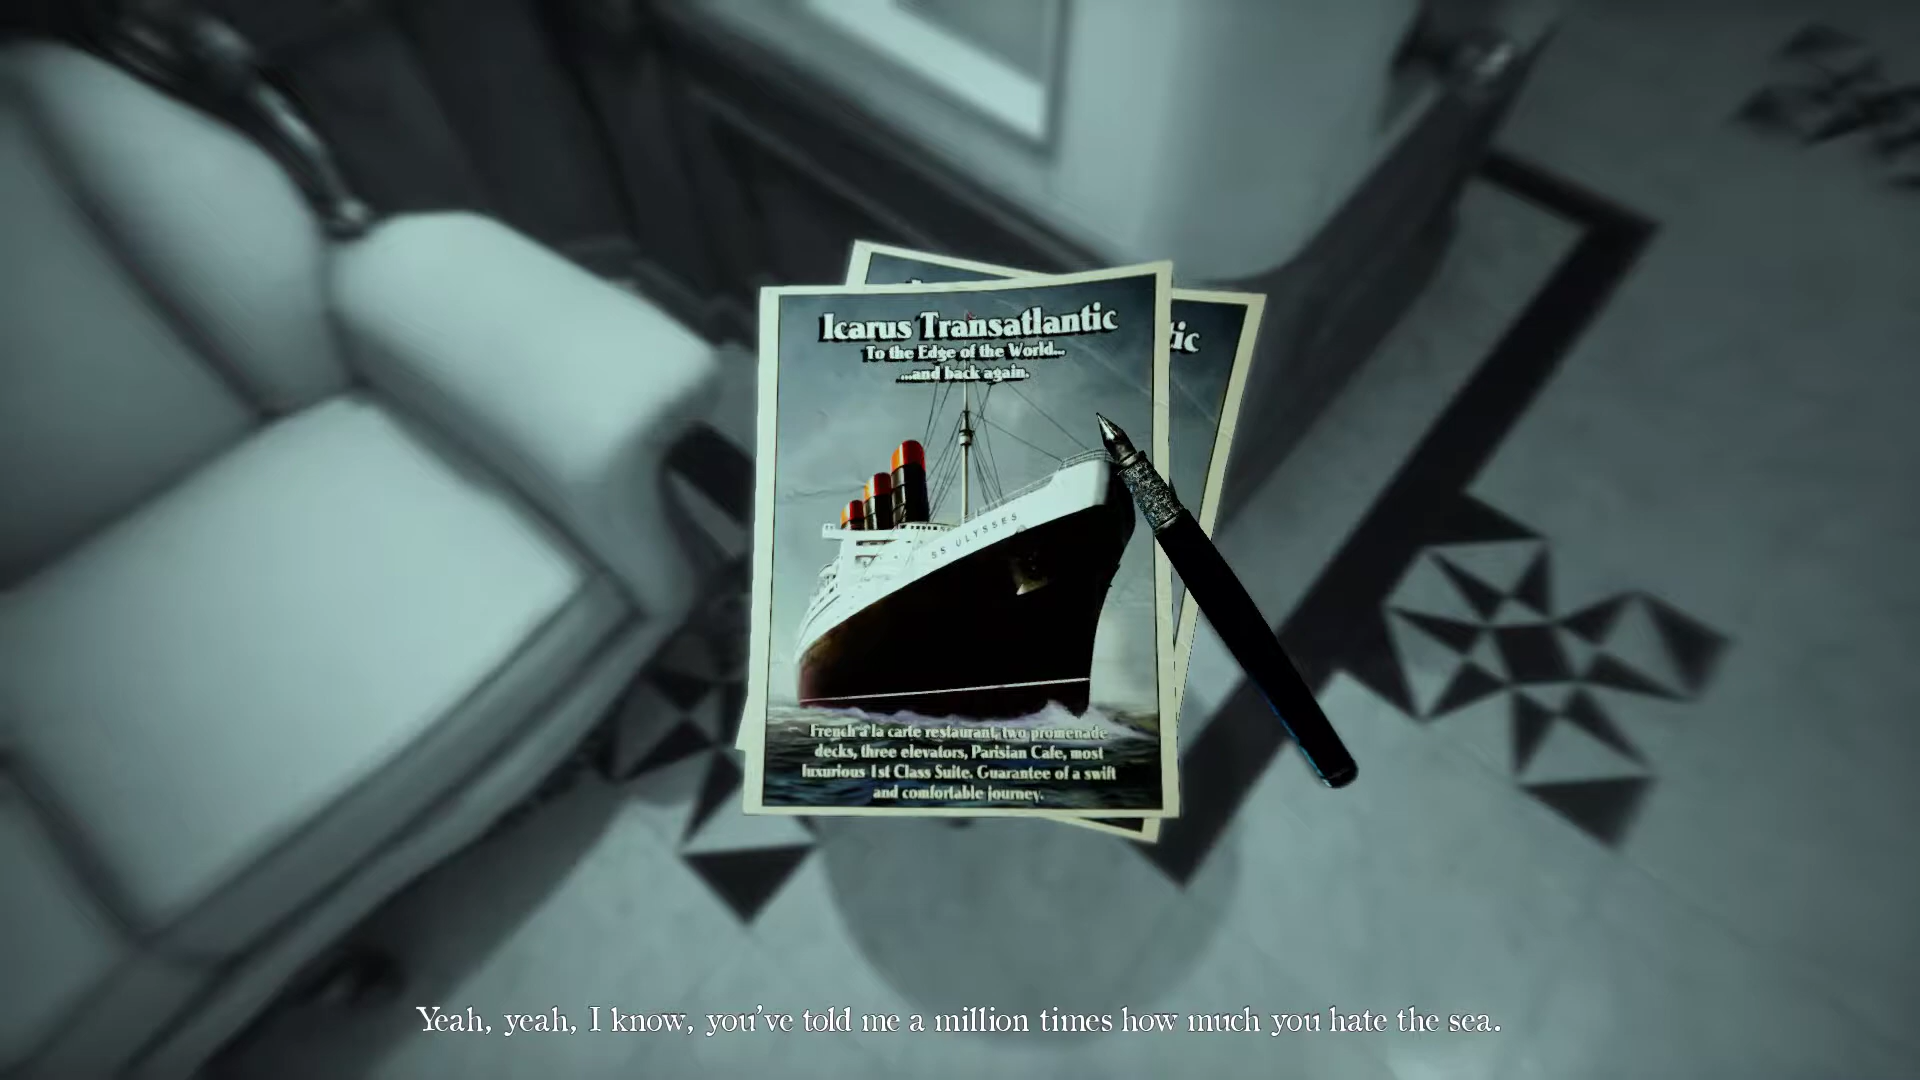 Icarus Transatlantic
To the Edge of the World...
...and back again.
tic
SS ULYSSES
French a la carte restaurant, two promenade
decks, three elevators, Parisian Cafe, most
luxurious 1st Class Suite. Guarantee of a swift
and comfortable journey.
Yeah, yeah, I know, you've told me a million times how much you hate the sea.